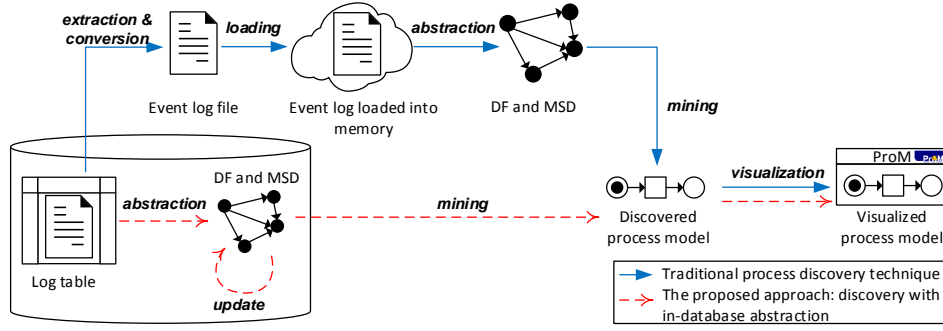 extraction &
conversion
loading
abstraction
Event log file
Event log loaded into
memory
DF and MSD
mining
DF and MSD
abstraction
mining
update
Log table
visualization
ProM
ProM
Discovered
process model
Visualized
process model
Traditional process discovery technique
The proposed approach: discovery with
in-database abstraction